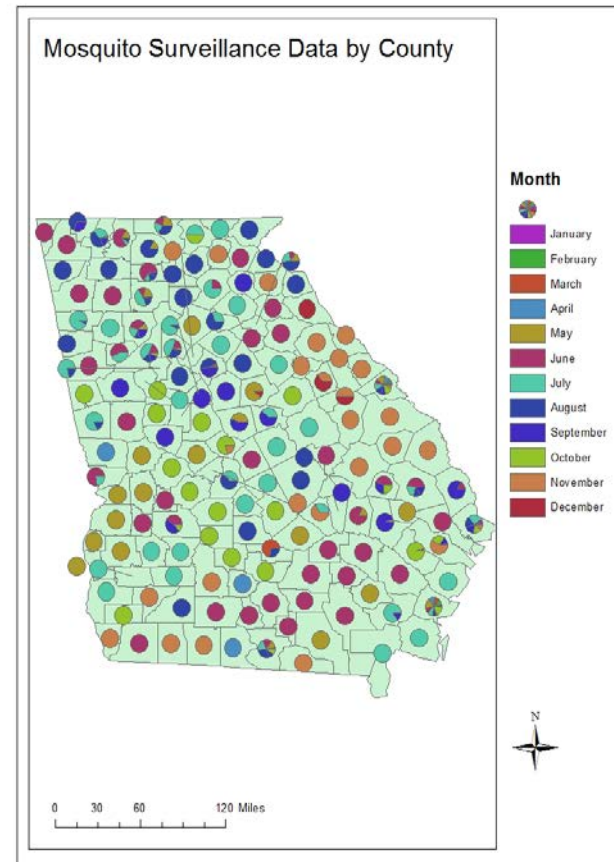 Mosquito Surveillance Data by County
Month
January
February
March
April
May
June
July
August
September
October
November
December
N
0 30 60 120 Miles